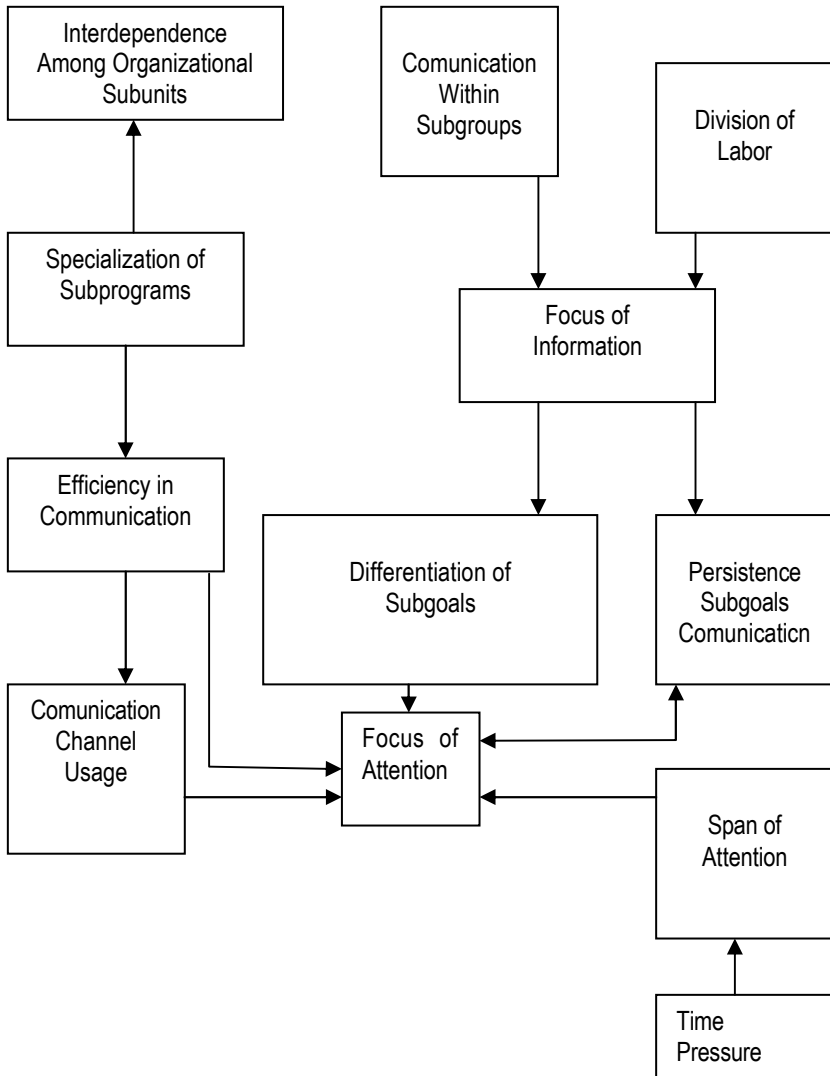 Interdependence
Among Organizational
Subunits
Comunication
Within
Subgroups
Division of
Labor
Specialization of
Subprograms
Focus of
Information
Efficiency in
Communication
Differentiation of
Subgoals
Persistence
Subgoals
Comunicaticn
Comunication
Channel
Usage
Focus of
Attention
Span of
Attention
Time
Pressure